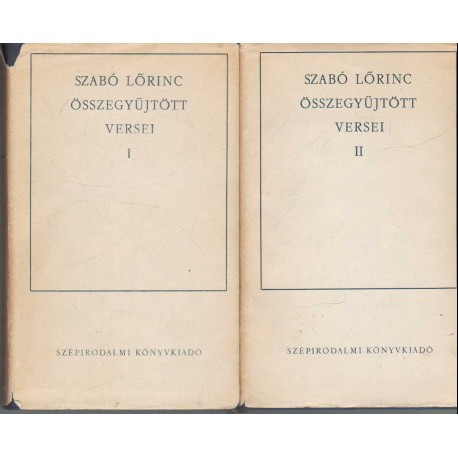 SZABÓ LŐRINC
ÖSSZEGYŰJTÖTT
VERSEI
I
SZÉPIRODALMI KÖNYVKIADÓ
SZABÓ LŐRINC
ÖSSZEGYŰJTÖTT
VERSEI
II
SZÉPIRODALMI KÖNYVKIADÓ